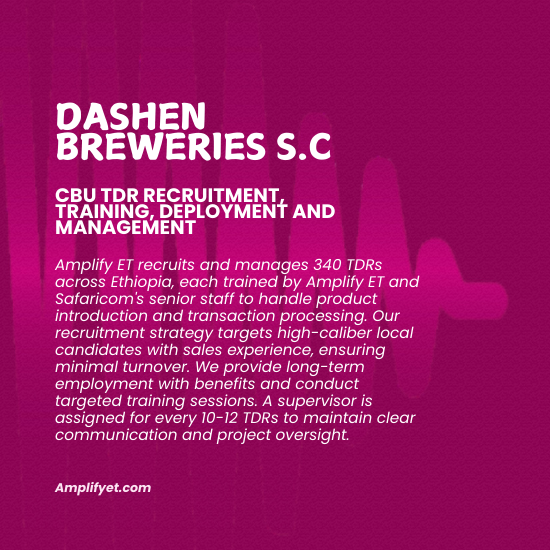 DASHEN
BREWERIES S.C
CBU TDR RECRUITMENT,
TRAINING, DEPLOYMENT AND
MANAGEMENT
Amplify ET recruits and manages 340 TDRs
across Ethiopia, each trained by Amplify ET and
Safaricom's senior staff to handle product
introduction and transaction processing. Our
recruitment strategy targets high-caliber local
candidates with sales experience, ensuring
minimal turnover. We provide long-term
employment with benefits and conduct
targeted training sessions. A supervisor is
assigned for every 10-12 TDRs to maintain clear
communication and project oversight.
Amplifyet.com